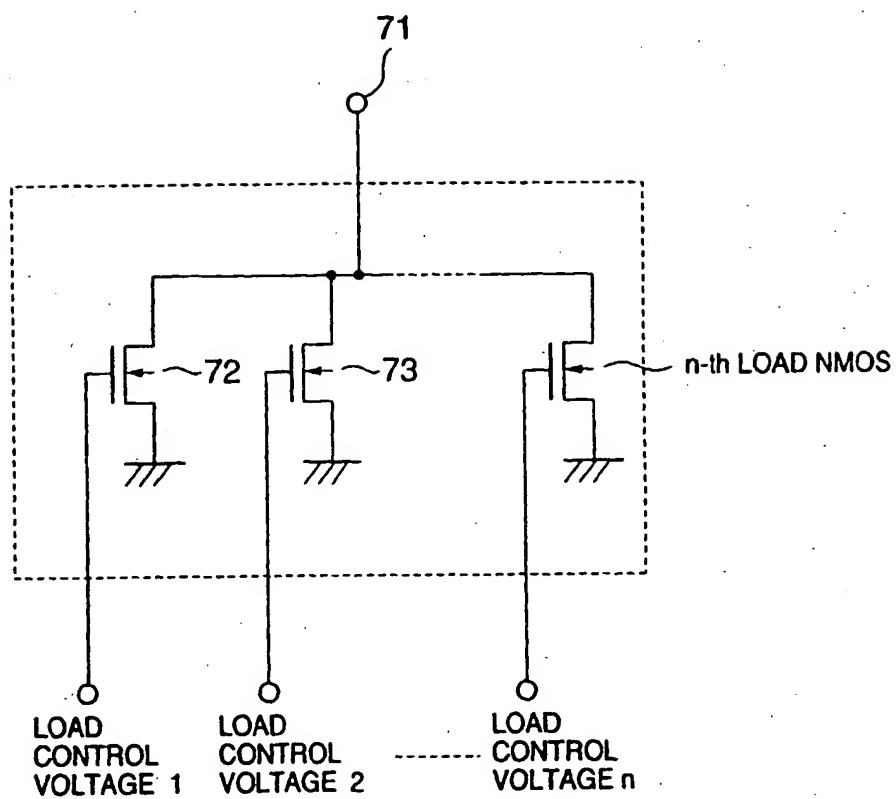 71
72
73
n-th LOAD NMOS
LOAD
CONTROL
VOLTAGE 1
LOAD
CONTROL
VOLTAGE 2
LOAD
CONTROL
VOLTAGE n